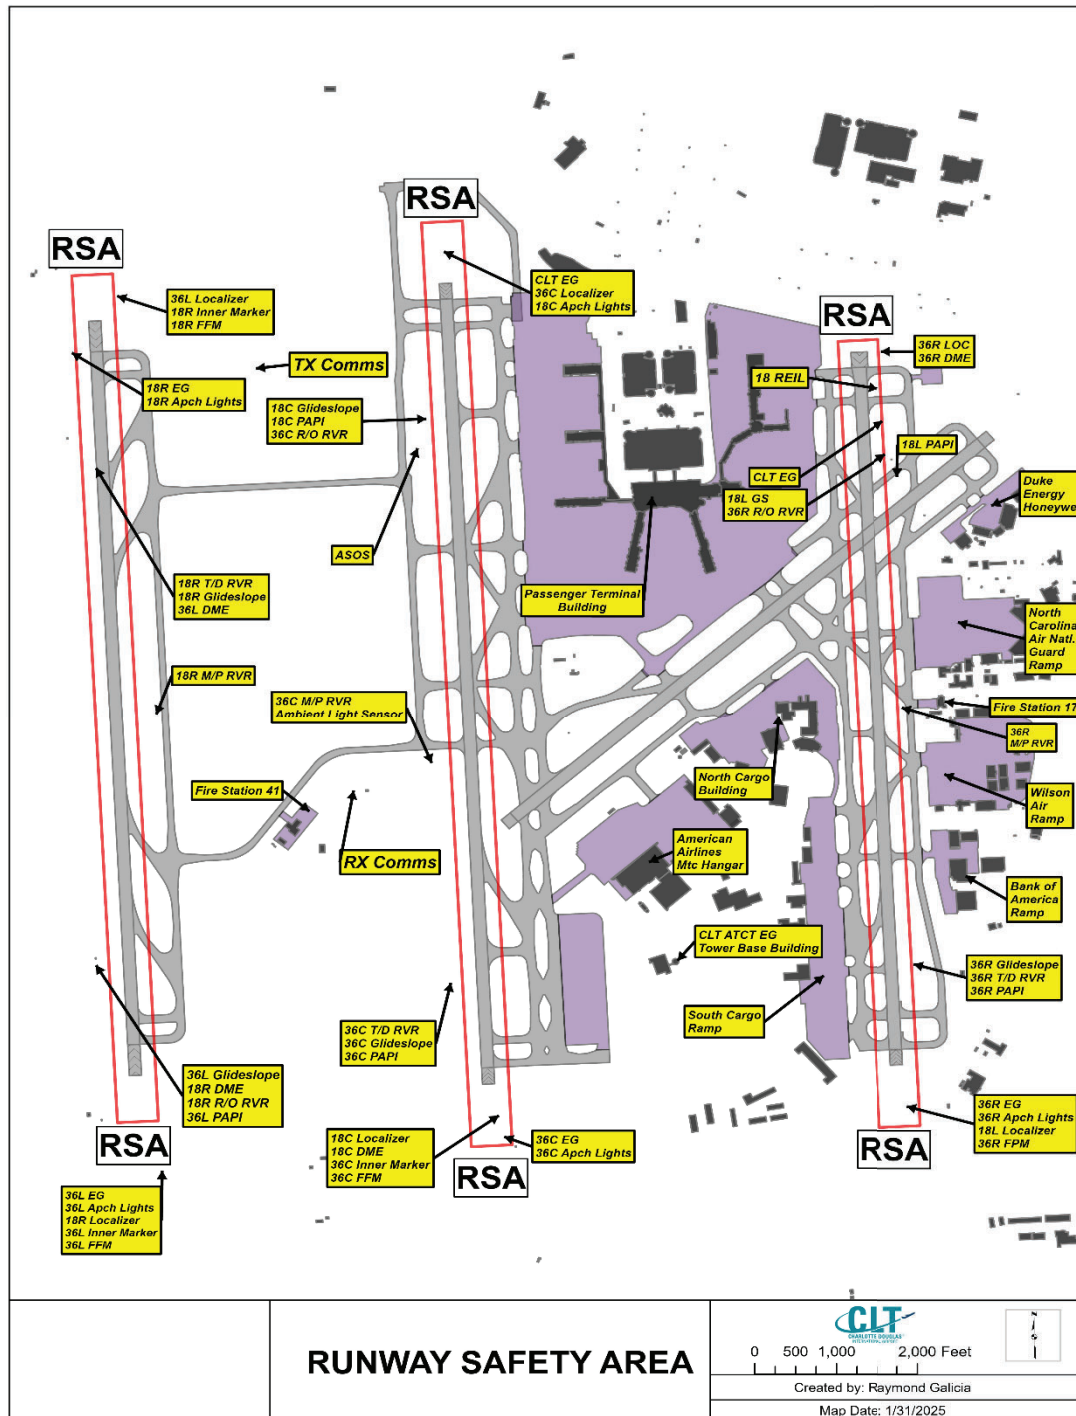 RSA
RSA
CLT EG
36C Localizer
18C Apch Lights
36L Localizer
18R Inner Marker
18R FFM
RSA
36R LOC
36R DME
TX Comms
18R EG
18R Apch Lights
18 REIL
18C Glideslope
18C PAPI
36C R/O RVR
18L PAPI
CLT EG
18L GS
36R R/O RVR
Duke
Energy
ASOS
18R T/D RVR
18R Glideslope
36L DME
Passenger Terminal
Building
North
Carolina
Air Natl.
Guard
Ramp
18R M/P RVR
36C M/P RVR
Ambient Light Sensor
Fire Station 17
36R
M/P RVR
North Cargo
Building
Fire Station 41
Wilson
Air
Ramp
RX Comms
American
Airlines
Mtc Hangar
Bank of
America
Ramp
CLT ATCT EG
Tower Base Building
36R Glideslope
36R T/D RVR
36R PAPI
South Cargo
Ramp
36C T/D RVR
36C Glideslope
36C PAPI
36L Glideslope
18R DME
18R R/O RVR
36L PAPI
36R EG
36R Apch Lights
18L Localizer
36R FPM
RSA
18C Localizer
18C DME
36C Inner Marker
36C FFM
36C EG
36C Apch Lights
RSA
RSA
36L EG
36L Apch Lights
18R Localizer
36L Inner Marker
36L FFM
RUNWAY SAFETY AREA
CLT
CHARLOTTE DOUGLAS
INTERNATIONAL AIRPORT
0 500 1,000 2,000 Feet
Created by: Raymond Galicia
Map Date: 1/31/2025